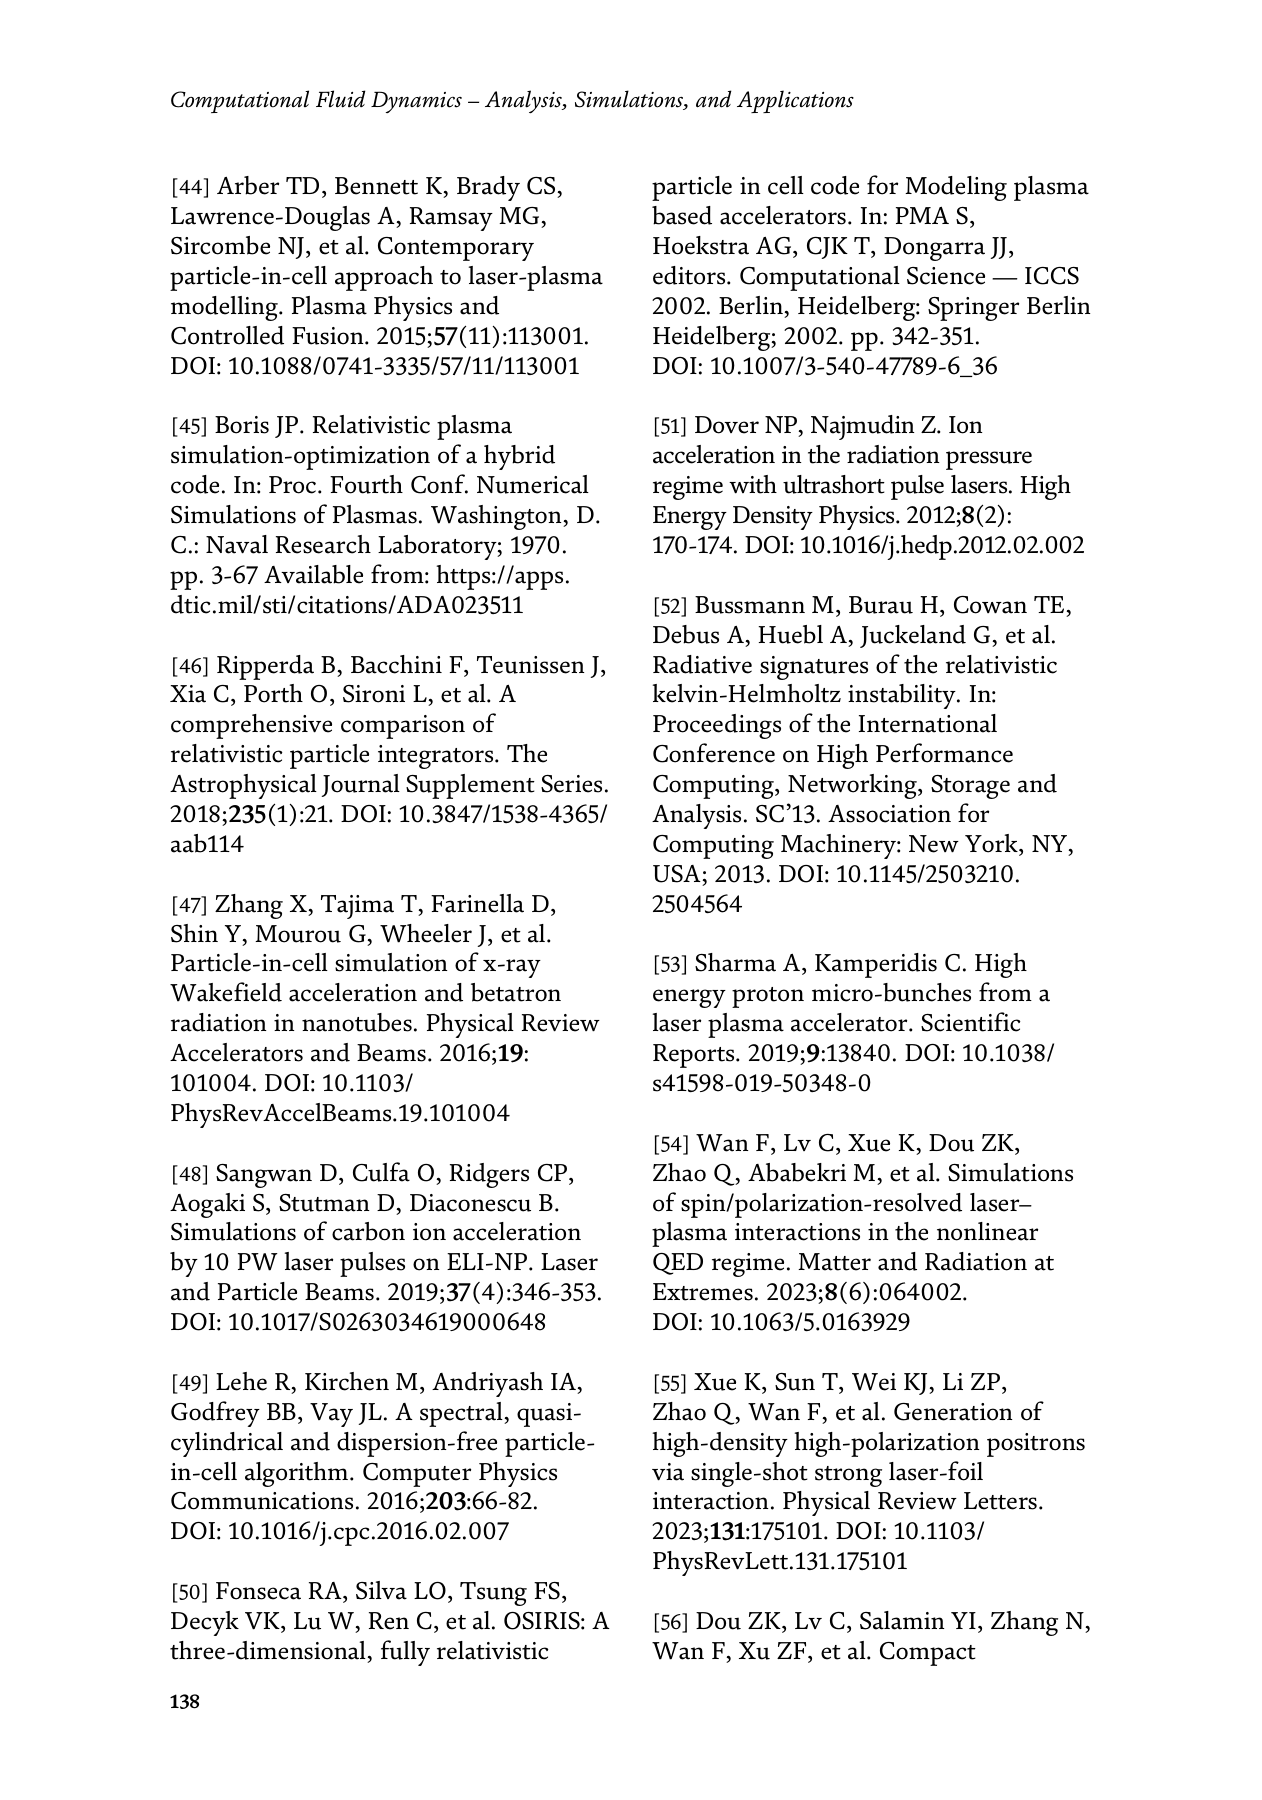 Computational Fluid Dynamics – Analysis, Simulations, and Applications
[44] Arber TD, Bennett K, Brady CS,
Lawrence-Douglas A, Ramsay MG,
Sircombe NJ, et al. Contemporary
particle-in-cell approach to laser-plasma
modelling. Plasma Physics and
Controlled Fusion. 2015;57(11):113001.
DOI: 10.1088/0741-3335/57/11/113001
[45] Boris JP. Relativistic plasma
simulation-optimization of a hybrid
code. In: Proc. Fourth Conf. Numerical
Simulations of Plasmas. Washington, D.
C.: Naval Research Laboratory; 1970.
pp. 3-67 Available from: https://apps.
dtic.mil/sti/citations/ADA023511
[46] Ripperda B, Bacchini F, Teunissen J,
Xia C, Porth O, Sironi L, et al. A
comprehensive comparison of
relativistic particle integrators. The
Astrophysical Journal Supplement Series.
2018;235(1):21. DOI: 10.3847/1538-4365/
aab114
[47] Zhang X, Tajima T, Farinella D,
Shin Y, Mourou G, Wheeler J, et al.
Particle-in-cell simulation of x-ray
Wakefield acceleration and betatron
radiation in nanotubes. Physical Review
Accelerators and Beams. 2016;19:
101004. DOI: 10.1103/
PhysRevAccelBeams.19.101004
[48] Sangwan D, Culfa O, Ridgers CP,
Aogaki S, Stutman D, Diaconescu B.
Simulations of carbon ion acceleration
by 10 PW laser pulses on ELI-NP. Laser
and Particle Beams. 2019;37(4):346-353.
DOI: 10.1017/S0263034619000648
[49] Lehe R, Kirchen M, Andriyash IA,
Godfrey BB, Vay JL. A spectral, quasi-
cylindrical and dispersion-free particle-
in-cell algorithm. Computer Physics
Communications. 2016;203:66-82.
DOI: 10.1016/j.cpc.2016.02.007
[50] Fonseca RA, Silva LO, Tsung FS,
Decyk VK, Lu W, Ren C, et al. OSIRIS: A
three-dimensional, fully relativistic
particle in cell code for Modeling plasma
based accelerators. In: PMA S,
Hoekstra AG, CJK T, Dongarra JJ,
editors. Computational Science — ICCS
2002. Berlin, Heidelberg: Springer Berlin
Heidelberg; 2002. pp. 342-351.
DOI: 10.1007/3-540-47789-6_36
[51] Dover NP, Najmudin Z. Ion
acceleration in the radiation pressure
regime with ultrashort pulse lasers. High
Energy Density Physics. 2012;8(2):
170-174. DOI: 10.1016/j.hedp.2012.02.002
[52] Bussmann M, Burau H, Cowan TE,
Debus A, Huebl A, Juckeland G, et al.
Radiative signatures of the relativistic
kelvin-Helmholtz instability. In:
Proceedings of the International
Conference on High Performance
Computing, Networking, Storage and
Analysis. SC’13. Association for
Computing Machinery: New York, NY,
USA; 2013. DOI: 10.1145/2503210.
2504564
[53] Sharma A, Kamperidis C. High
energy proton micro-bunches from a
laser plasma accelerator. Scientific
Reports. 2019;9:13840. DOI: 10.1038/
s41598-019-50348-0
[54] Wan F, Lv C, Xue K, Dou ZK,
Zhao Q, Ababekri M, et al. Simulations
of spin/polarization-resolved laser–
plasma interactions in the nonlinear
QED regime. Matter and Radiation at
Extremes. 2023;8(6):064002.
DOI: 10.1063/5.0163929
[55] Xue K, Sun T, Wei KJ, Li ZP,
Zhao Q, Wan F, et al. Generation of
high-density high-polarization positrons
via single-shot strong laser-foil
interaction. Physical Review Letters.
2023;131:175101. DOI: 10.1103/
PhysRevLett.131.175101
[56] Dou ZK, Lv C, Salamin YI, Zhang N,
Wan F, Xu ZF, et al. Compact
138